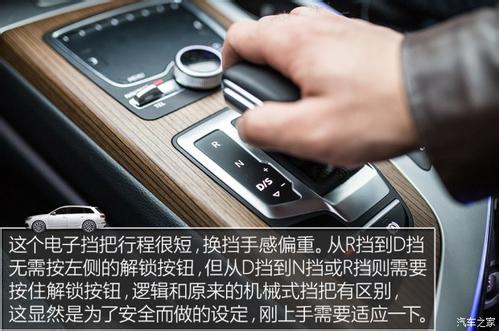 TEL
R
N
D/S
+
-
这个电子挡把行程很短，换挡手感偏重。从R挡到D挡
无需按左侧的解锁按钮，但从D挡到N挡或R挡则需要
按住解锁按钮，逻辑和原来的机械式挡把有区别，
这显然是为了安全而做的设定，刚上手需要适应一下。
汽车之家